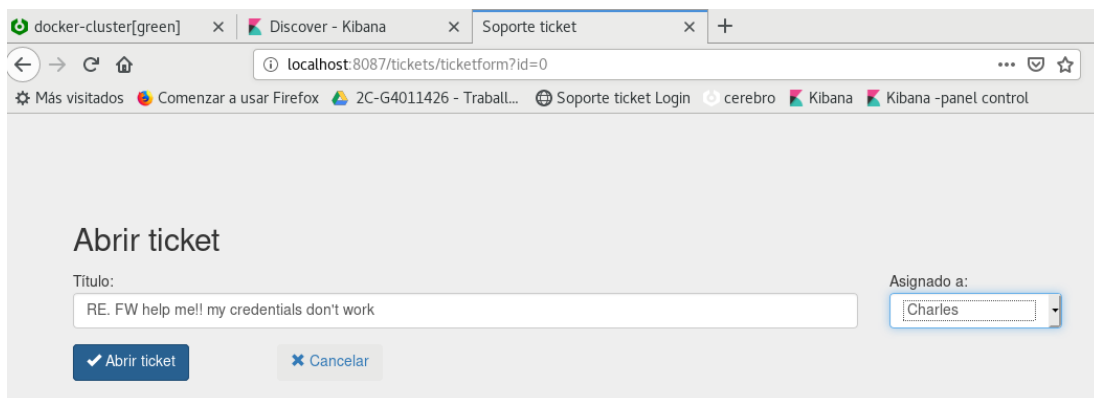 docker-cluster[green] Discover - Kibana Soporte ticket
localhost:8087/tickets/ticketform?id=0
Más visitados Comenzar a usar Firefox 2C-G4011426 - Traball... Soporte ticket Login cerebro Kibana Kibana -panel control
Abrir ticket
Título: Asignado a:
RE. FW help me!! my credentials don't work Charles
Abrir ticket Cancelar